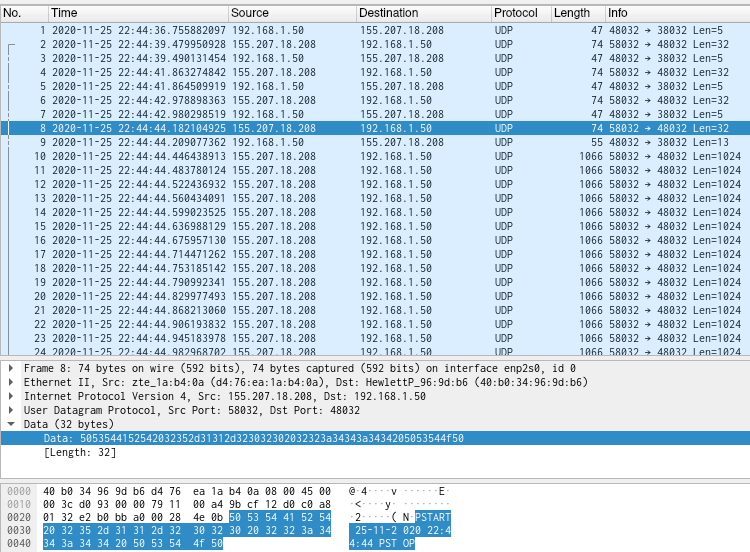 No. Time Source Destination Protocol Length Info
1 2020-11-25 22:44:36.755882097 192.168.1.50 155.207.18.208 UDP 47 48032 → 38032 Len=5
2 2020-11-25 22:44:39.479950928 155.207.18.208 192.168.1.50 UDP 74 58032 → 48032 Len=32
3 2020-11-25 22:44:39.490131454 192.168.1.50 155.207.18.208 UDP 47 48032 → 38032 Len=5
4 2020-11-25 22:44:41.863274842 155.207.18.208 192.168.1.50 UDP 74 58032 → 48032 Len=32
5 2020-11-25 22:44:41.864509919 192.168.1.50 155.207.18.208 UDP 47 48032 → 38032 Len=5
6 2020-11-25 22:44:42.978898363 155.207.18.208 192.168.1.50 UDP 74 58032 → 48032 Len=32
7 2020-11-25 22:44:42.980298519 192.168.1.50 155.207.18.208 UDP 47 48032 → 38032 Len=5
8 2020-11-25 22:44:44.182104925 155.207.18.208 192.168.1.50 UDP 74 58032 → 48032 Len=32
9 2020-11-25 22:44:44.209077362 192.168.1.50 155.207.18.208 UDP 55 48032 → 38032 Len=13
10 2020-11-25 22:44:44.446438913 155.207.18.208 192.168.1.50 UDP 1066 58032 → 48032 Len=1024
11 2020-11-25 22:44:44.483780124 155.207.18.208 192.168.1.50 UDP 1066 58032 → 48032 Len=1024
12 2020-11-25 22:44:44.522436932 155.207.18.208 192.168.1.50 UDP 1066 58032 → 48032 Len=1024
13 2020-11-25 22:44:44.560434091 155.207.18.208 192.168.1.50 UDP 1066 58032 → 48032 Len=1024
14 2020-11-25 22:44:44.599023525 155.207.18.208 192.168.1.50 UDP 1066 58032 → 48032 Len=1024
15 2020-11-25 22:44:44.636988129 155.207.18.208 192.168.1.50 UDP 1066 58032 → 48032 Len=1024
16 2020-11-25 22:44:44.675957130 155.207.18.208 192.168.1.50 UDP 1066 58032 → 48032 Len=1024
17 2020-11-25 22:44:44.714471262 155.207.18.208 192.168.1.50 UDP 1066 58032 → 48032 Len=1024
18 2020-11-25 22:44:44.753185142 155.207.18.208 192.168.1.50 UDP 1066 58032 → 48032 Len=1024
19 2020-11-25 22:44:44.790992341 155.207.18.208 192.168.1.50 UDP 1066 58032 → 48032 Len=1024
20 2020-11-25 22:44:44.829977493 155.207.18.208 192.168.1.50 UDP 1066 58032 → 48032 Len=1024
21 2020-11-25 22:44:44.868213060 155.207.18.208 192.168.1.50 UDP 1066 58032 → 48032 Len=1024
22 2020-11-25 22:44:44.906193832 155.207.18.208 192.168.1.50 UDP 1066 58032 → 48032 Len=1024
23 2020-11-25 22:44:44.945183978 155.207.18.208 192.168.1.50 UDP 1066 58032 → 48032 Len=1024
24 2020-11-25 22:44:44.982968702 155.207.18.208 192.168.1.50 UDP 1066 58032 → 48032 Len=1024
Frame 8: 74 bytes on wire (592 bits), 74 bytes captured (592 bits) on interface enp2s0, id 0
Ethernet II, Src: zte_1a:b4:0a (d4:76:ea:1a:b4:0a), Dst: HewlettP_96:9d:b6 (40:b0:34:96:9d:b6)
Internet Protocol Version 4, Src: 155.207.18.208, Dst: 192.168.1.50
User Datagram Protocol, Src Port: 58032, Dst Port: 48032
Data (32 bytes)
Data: 5053544152542032352d31312d323032302032323a34343a3434205053544f50
[Length: 32]
0000 40 b0 34 96 9d b6 d4 76 ea 1a b4 0a 08 00 45 00 @·4····v ······E·
0010 00 3c d0 93 00 00 79 11 00 a4 9b cf 12 d0 c0 a8 ·<····y· ········
0020 01 32 e2 b0 bb a0 00 28 4e 0b 50 53 54 41 52 54 ·2·····( N·PSTART
0030 20 32 35 2d 31 31 2d 32 30 32 30 20 32 32 3a 34 25-11-2 020 22:4
0040 34 3a 34 34 20 50 53 54 4f 50 4:44 PST OP